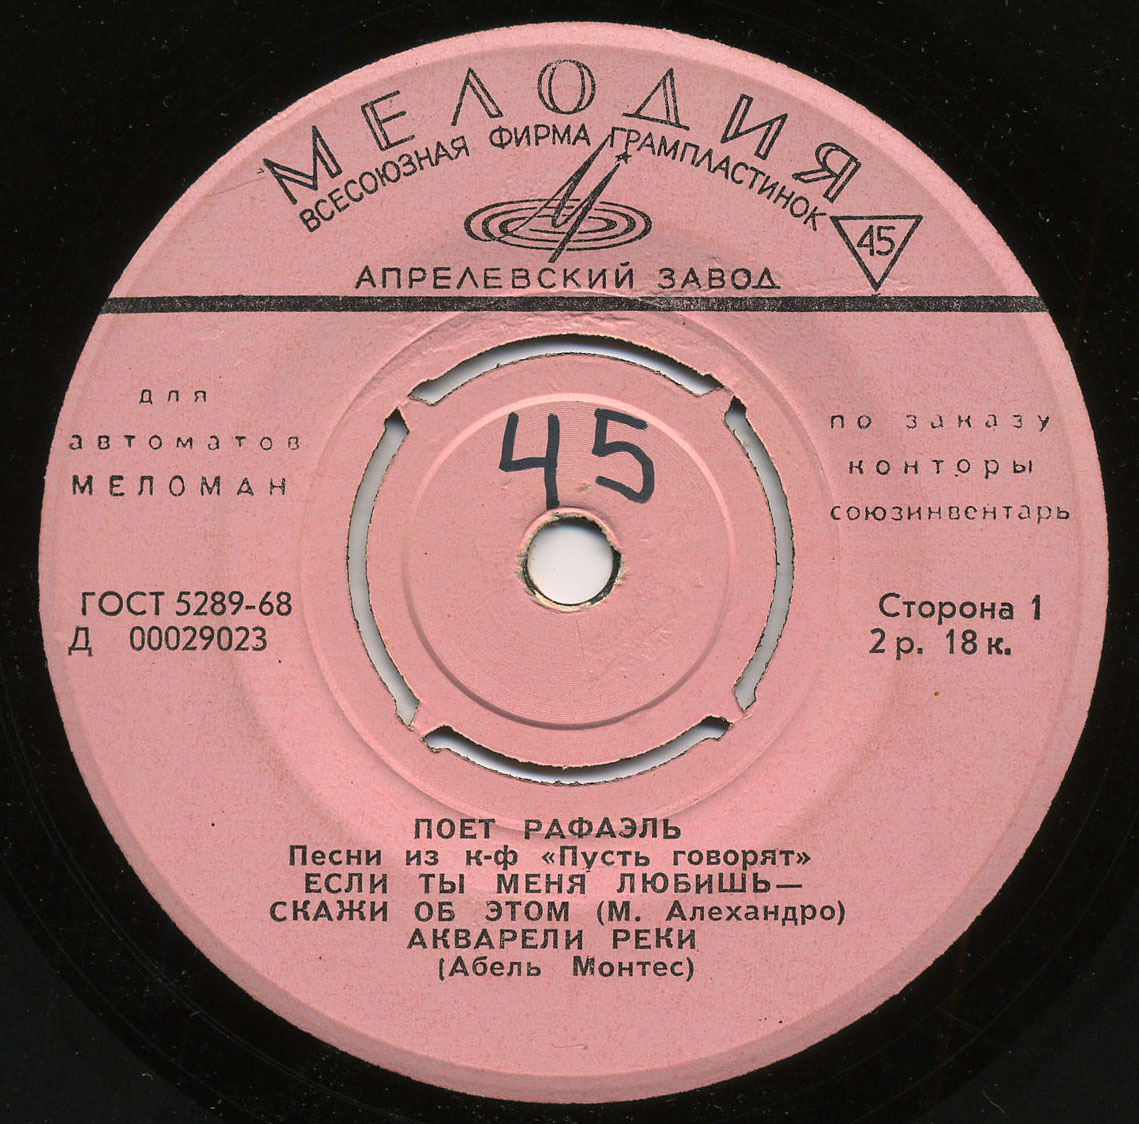 МЕЛОДИЯ
ВСЕСОЮЗНАЯ ФИРМА ГРАМПЛАСТИНОК
45
АПРЕЛЕВСКИЙ ЗАВОД
для
автоматов
МЕЛОМАН
по заказу
конторы
союзинвентарь
45
ГОСТ 5289-68
Д 00029023
Сторона 1
2 р. 18 к.
ПОЕТ РАФАЭЛЬ
Песни из к-ф «Пусть говорят»
ЕСЛИ ТЫ МЕНЯ ЛЮБИШЬ—
СКАЖИ ОБ ЭТОМ (М. Алехандро)
АКВАРЕЛИ РЕКИ
(Абель Монтес)